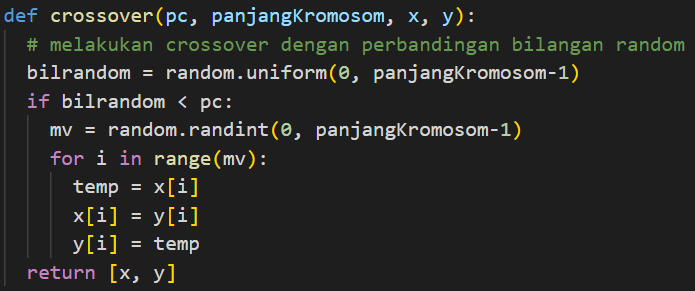 def crossover(pc, panjangKromosom, x, y):
  # melakukan crossover dengan perbandingan bilangan random
  bilrandom = random.uniform(0, panjangKromosom-1)
  if bilrandom < pc:
    mv = random.randint(0, panjangKromosom-1)
    for i in range(mv):
      temp = x[i]
      x[i] = y[i]
      y[i] = temp
  return [x, y]